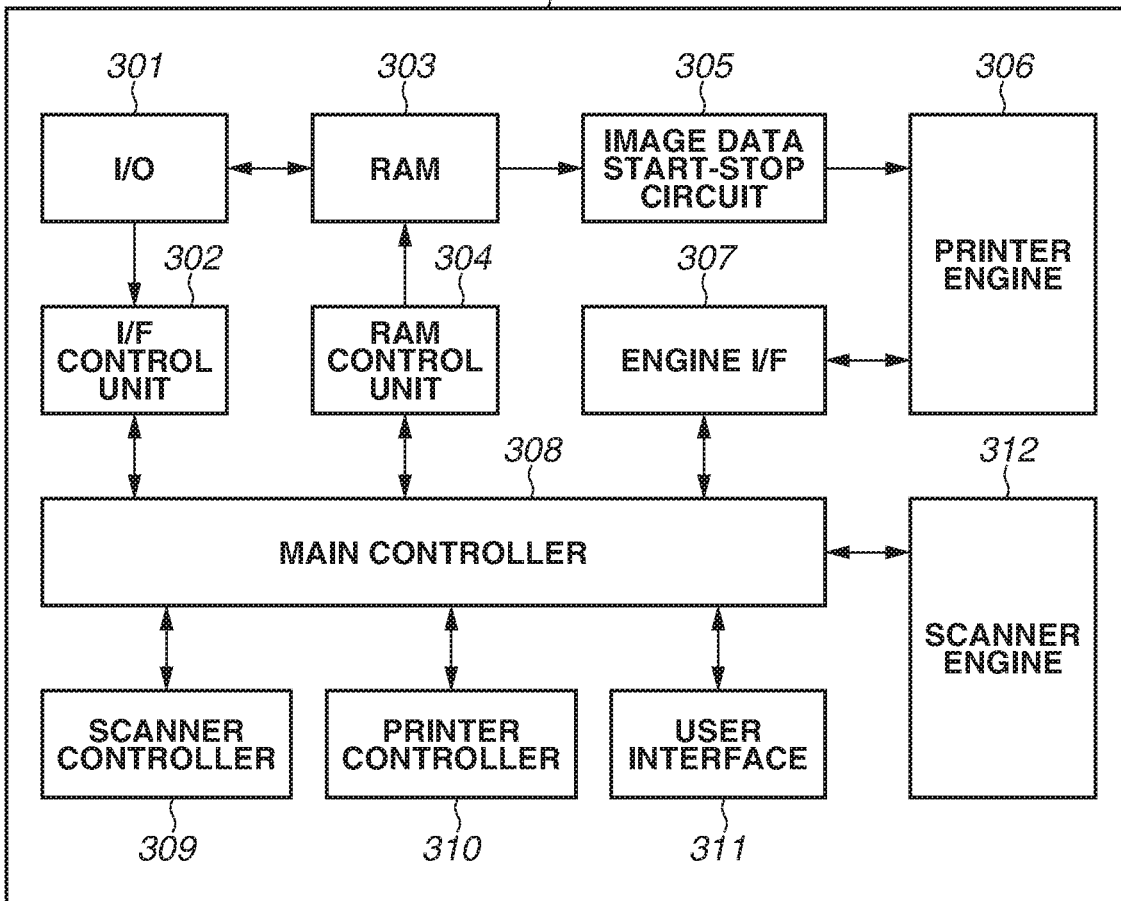 301
303
305
306
I/O
RAM
IMAGE DATA
START-STOP
CIRCUIT
PRINTER
ENGINE
302
304
307
I/F
CONTROL
UNIT
RAM
CONTROL
UNIT
ENGINE I/F
308
312
MAIN CONTROLLER
SCANNER
ENGINE
SCANNER
CONTROLLER
PRINTER
CONTROLLER
USER
INTERFACE
309
310
311